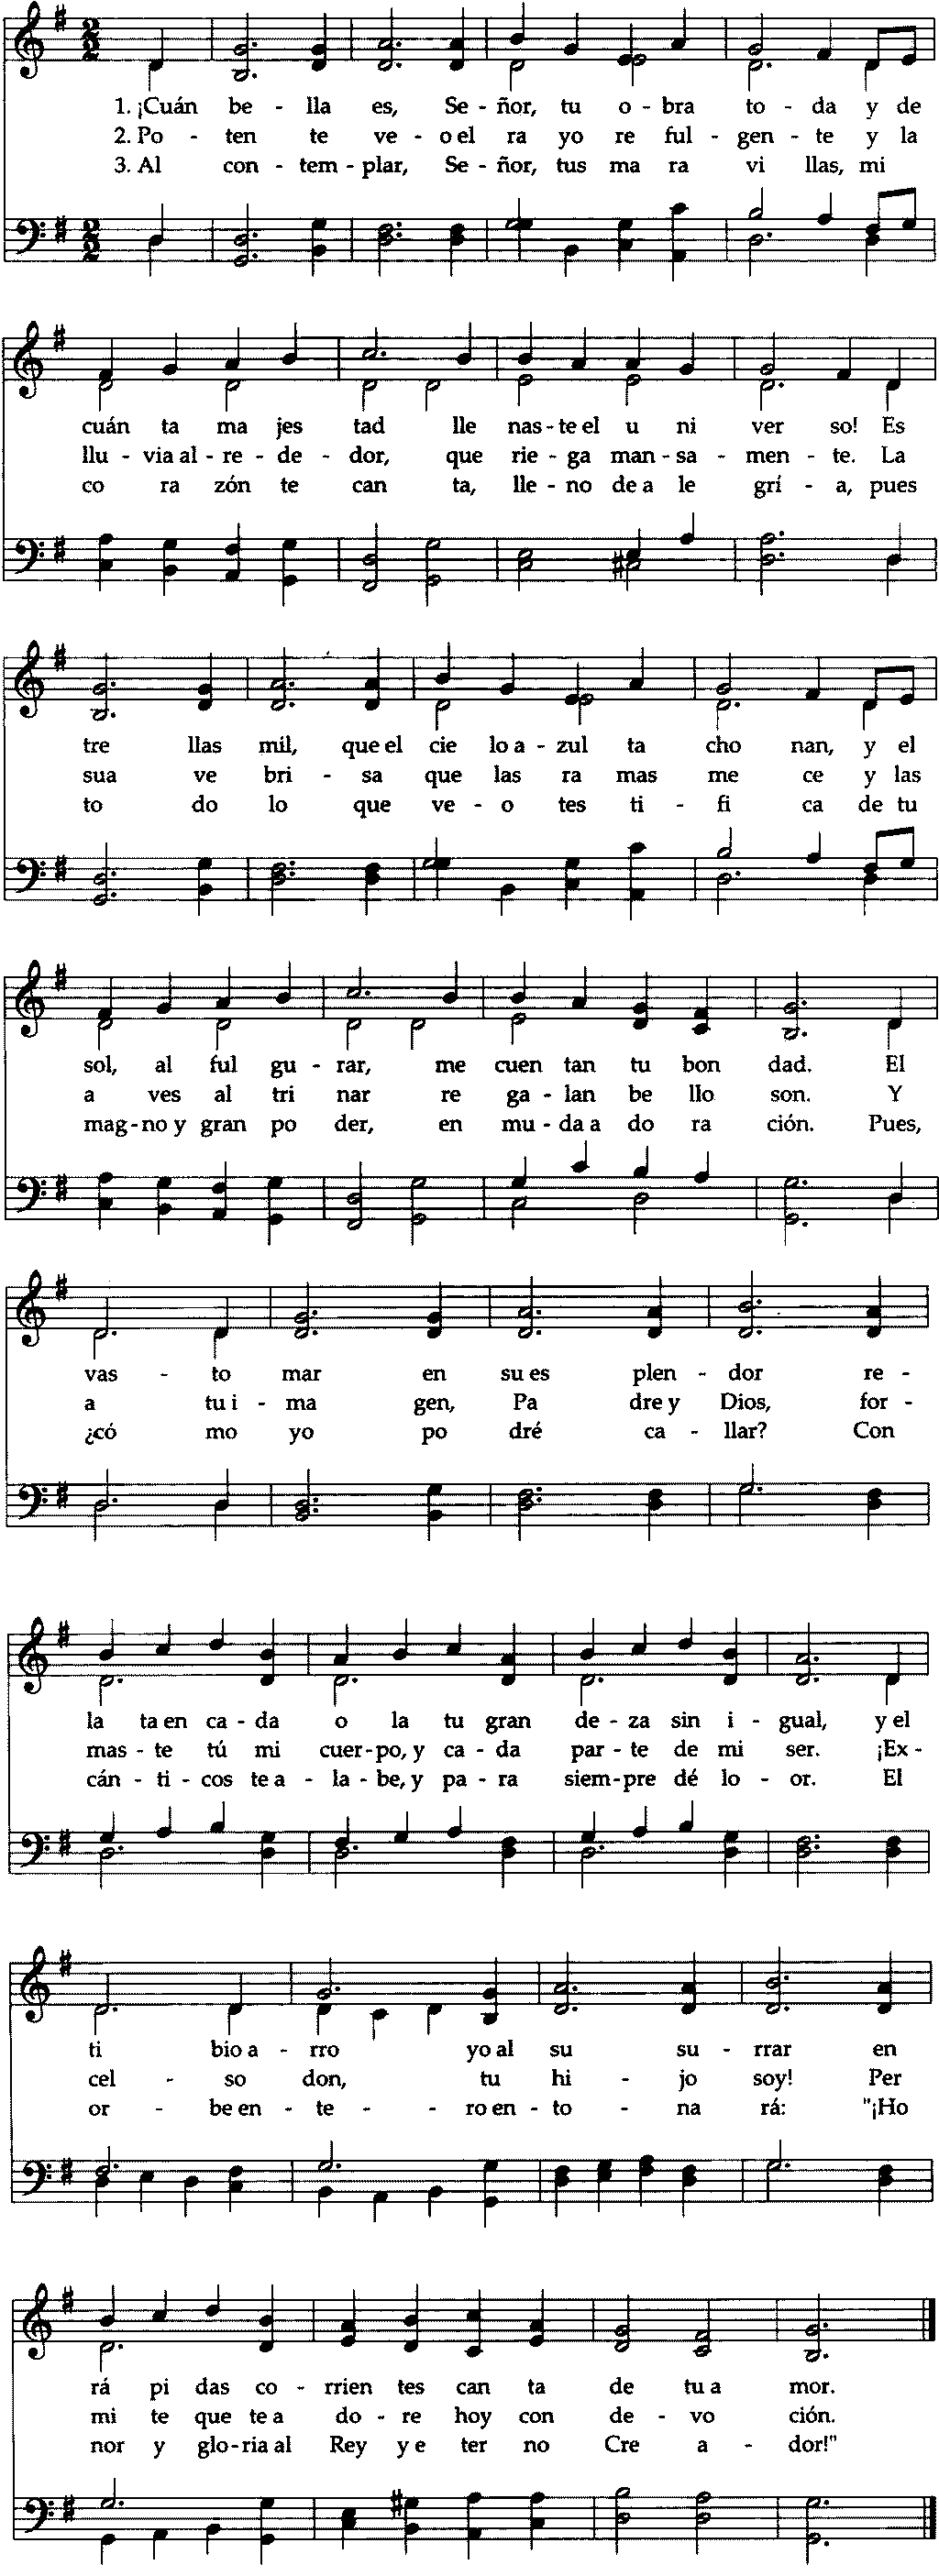 1. ¡Cuán be - lla es, Se - ñor, tu o - bra to - da y de
2. Po - ten te ve - o el ra yo re ful - gen - te y la
3. Al con - tem - plar, Se - ñor, tus ma ra vi llas, mi
cuán ta ma jes tad lle nas - te el u ni ver so! Es
llu - via al - re - de - dor, que rie - ga man - sa - men - te. La
co ra zón te can ta, lle - no de a le grí - a, pues
tre llas mil, que el cie lo a - zul ta cho nan, y el
sua ve bri - sa que las ra mas me ce y las
to do lo que ve - o tes ti - fi ca de tu
sol, al ful gu - rar, me cuen tan tu bon dad. El
a ves al tri nar re ga - lan be llo son. Y
mag - no y gran po der, en mu - da a do ra ción. Pues,
vas - to mar en su es plen - dor re -
a tu i - ma gen, Pa dre y Dios, for -
¿có mo yo po dré ca - llar? Con
la ta en ca - da o la tu gran de - za sin i - gual, y el
mas - te tú mi cuer - po, y ca - da par - te de mi ser. ¡Ex -
cán - ti - cos te a - la - be, y pa - ra siem - pre dé lo - or. El
ti bio a - rro yo al su su - rrar en
cel - so don, tu hi - jo soy! Per
or - be en - te - ro en - to - na rá: "¡Ho
rá pi das co - rrien tes can ta de tu a mor.
mi te que te a do - re hoy con de - vo ción.
nor y glo - ria al Rey y e ter no Cre a - dor!"